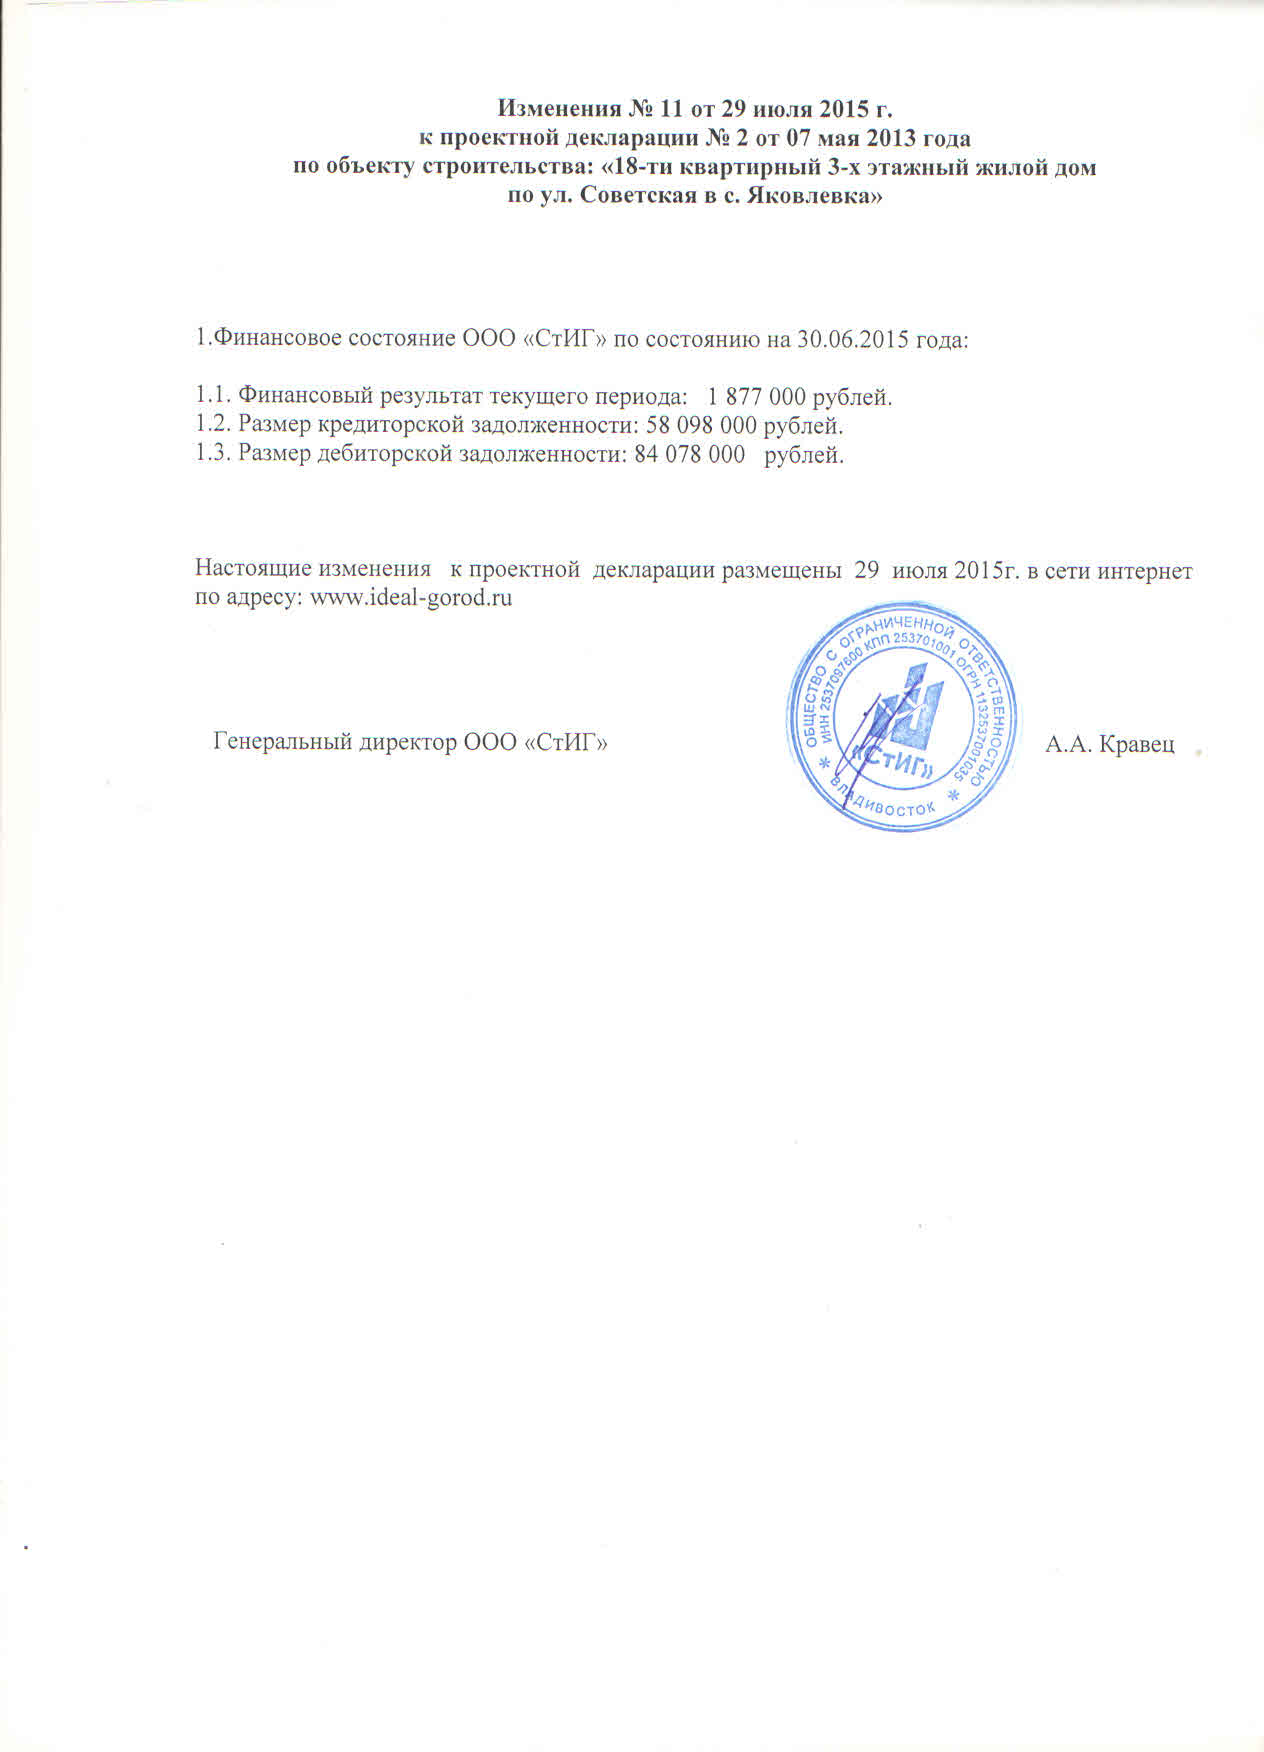 Изменения № 11 от 29 июля 2015 г.
к проектной декларации № 2 от 07 мая 2013 года
по объекту строительства: «18-ти квартирный 3-х этажный жилой дом
по ул. Советская в с. Яковлевка»
1.Финансовое состояние ООО «СтИГ» по состоянию на 30.06.2015 года:
1.1. Финансовый результат текущего периода: 1 877 000 рублей.
1.2. Размер кредиторской задолженности: 58 098 000 рублей.
1.3. Размер дебиторской задолженности: 84 078 000 рублей.
Настоящие изменения к проектной декларации размещены 29 июля 2015г. в сети интернет
по адресу: www.ideal-gorod.ru
Генеральный директор ООО «СтИГ» А.А. Кравец
ОБЩЕСТВО С ОГРАНИЧЕННОЙ ОТВЕТСТВЕННОСТЬЮ
ИНН 2537097600 КПП 253701001 ОГРН 1132537001035
«СтИГ»
* ВЛАДИВОСТОК *